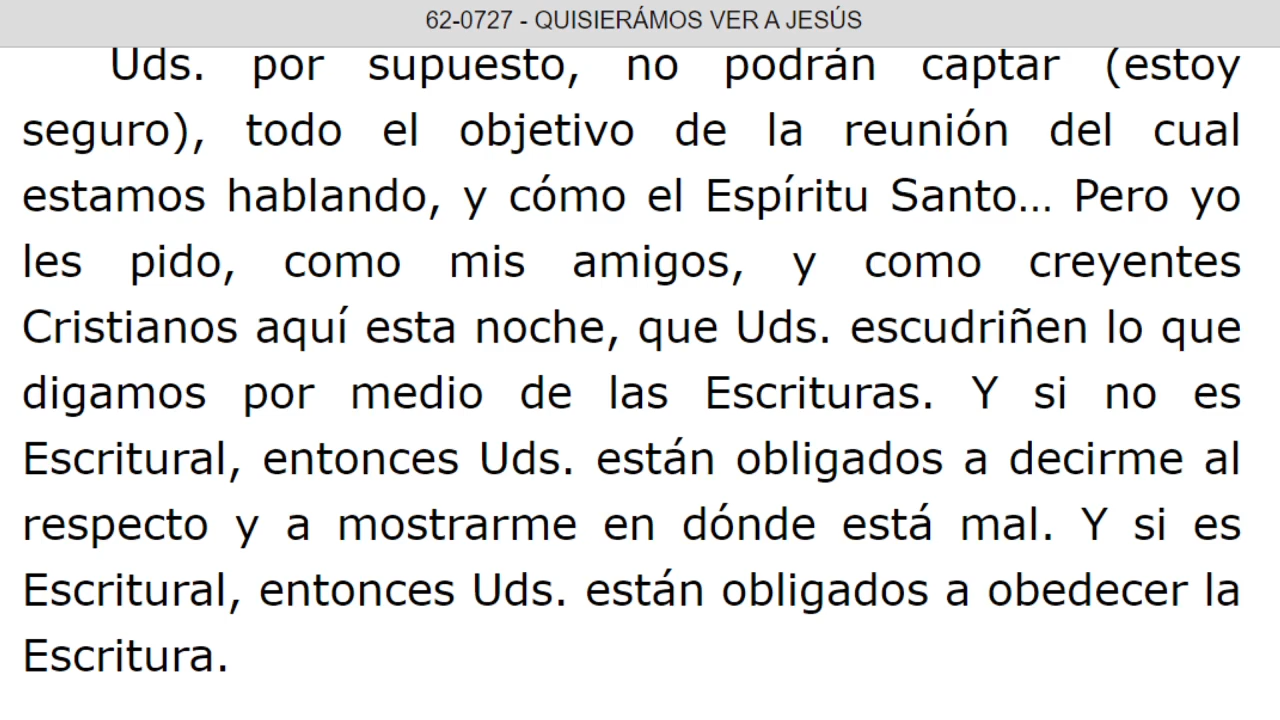 62-0727 - QUISIERÁMOS VER A JESÚS
Uds. por supuesto, no podrán captar (estoy
seguro), todo el objetivo de la reunión del cual
estamos hablando, y cómo el Espíritu Santo... Pero yo
les pido, como mis amigos, y como creyentes
Cristianos aquí esta noche, que Uds. escudriñen lo que
digamos por medio de las Escrituras. Y si no es
Escritural, entonces Uds. están obligados a decirme al
respecto y a mostrarme en dónde está mal. Y si es
Escritural, entonces Uds. están obligados a obedecer la
Escritura.